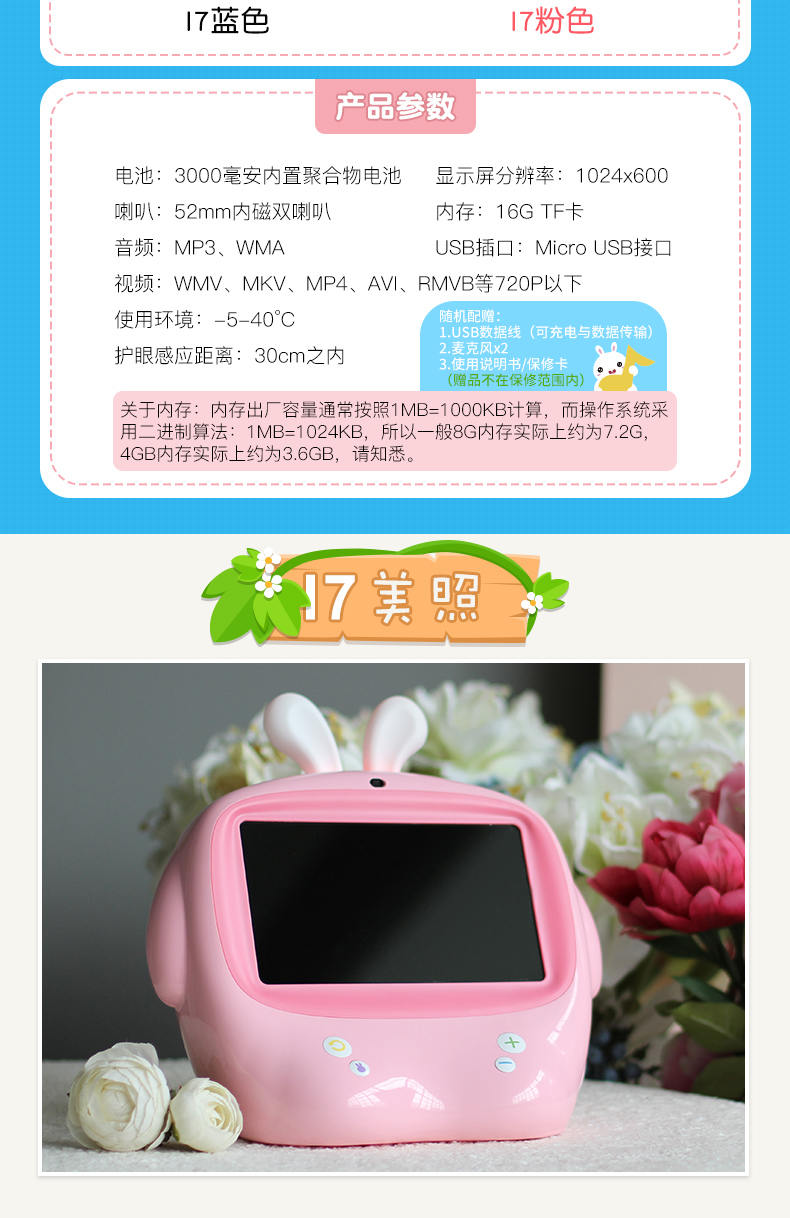 I7蓝色
I7粉色
产品参数
电池：3000毫安内置聚合物电池
显示屏分辨率：1024x600
喇叭：52mm内磁双喇叭
内存：16G TF卡
音频：MP3、WMA
USB插口：Micro USB接口
视频：WMV、MKV、MP4、AVI、RMVB等720P以下
使用环境：-5-40°C
护眼感应距离：30cm之内
随机配赠：
1.USB数据线（可充电与数据传输）
2.麦克风x2
3.使用说明书/保修卡
（赠品不在保修范围内）
关于内存：内存出厂容量通常按照1MB=1000KB计算，而操作系统采
用二进制算法：1MB=1024KB，所以一般8G内存实际上约为7.2G，
4GB内存实际上约为3.6GB，请知悉。
I7美照